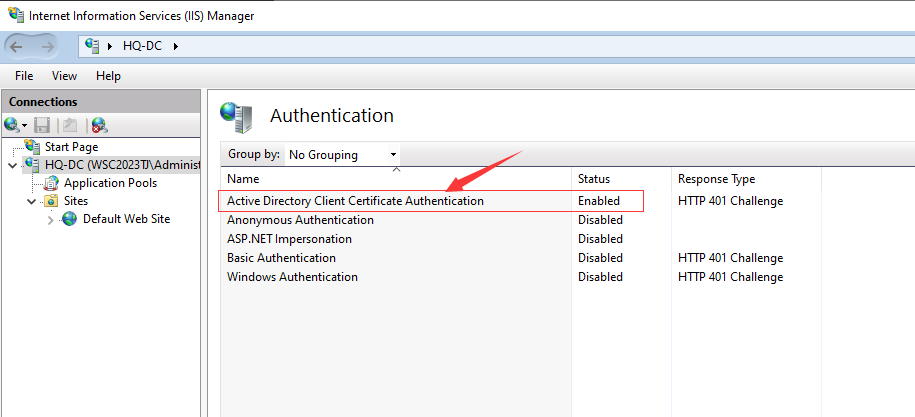 Internet Information Services (IIS) Manager
HQ-DC
File View Help
Connections
Start Page
HQ-DC (WSC2023TJ\Administ
Application Pools
Sites
Default Web Site
Authentication
Group by: No Grouping
Name Status Response Type
Active Directory Client Certificate Authentication Enabled HTTP 401 Challenge
Anonymous Authentication Disabled
ASP.NET Impersonation Disabled
Basic Authentication Disabled HTTP 401 Challenge
Windows Authentication Disabled HTTP 401 Challenge